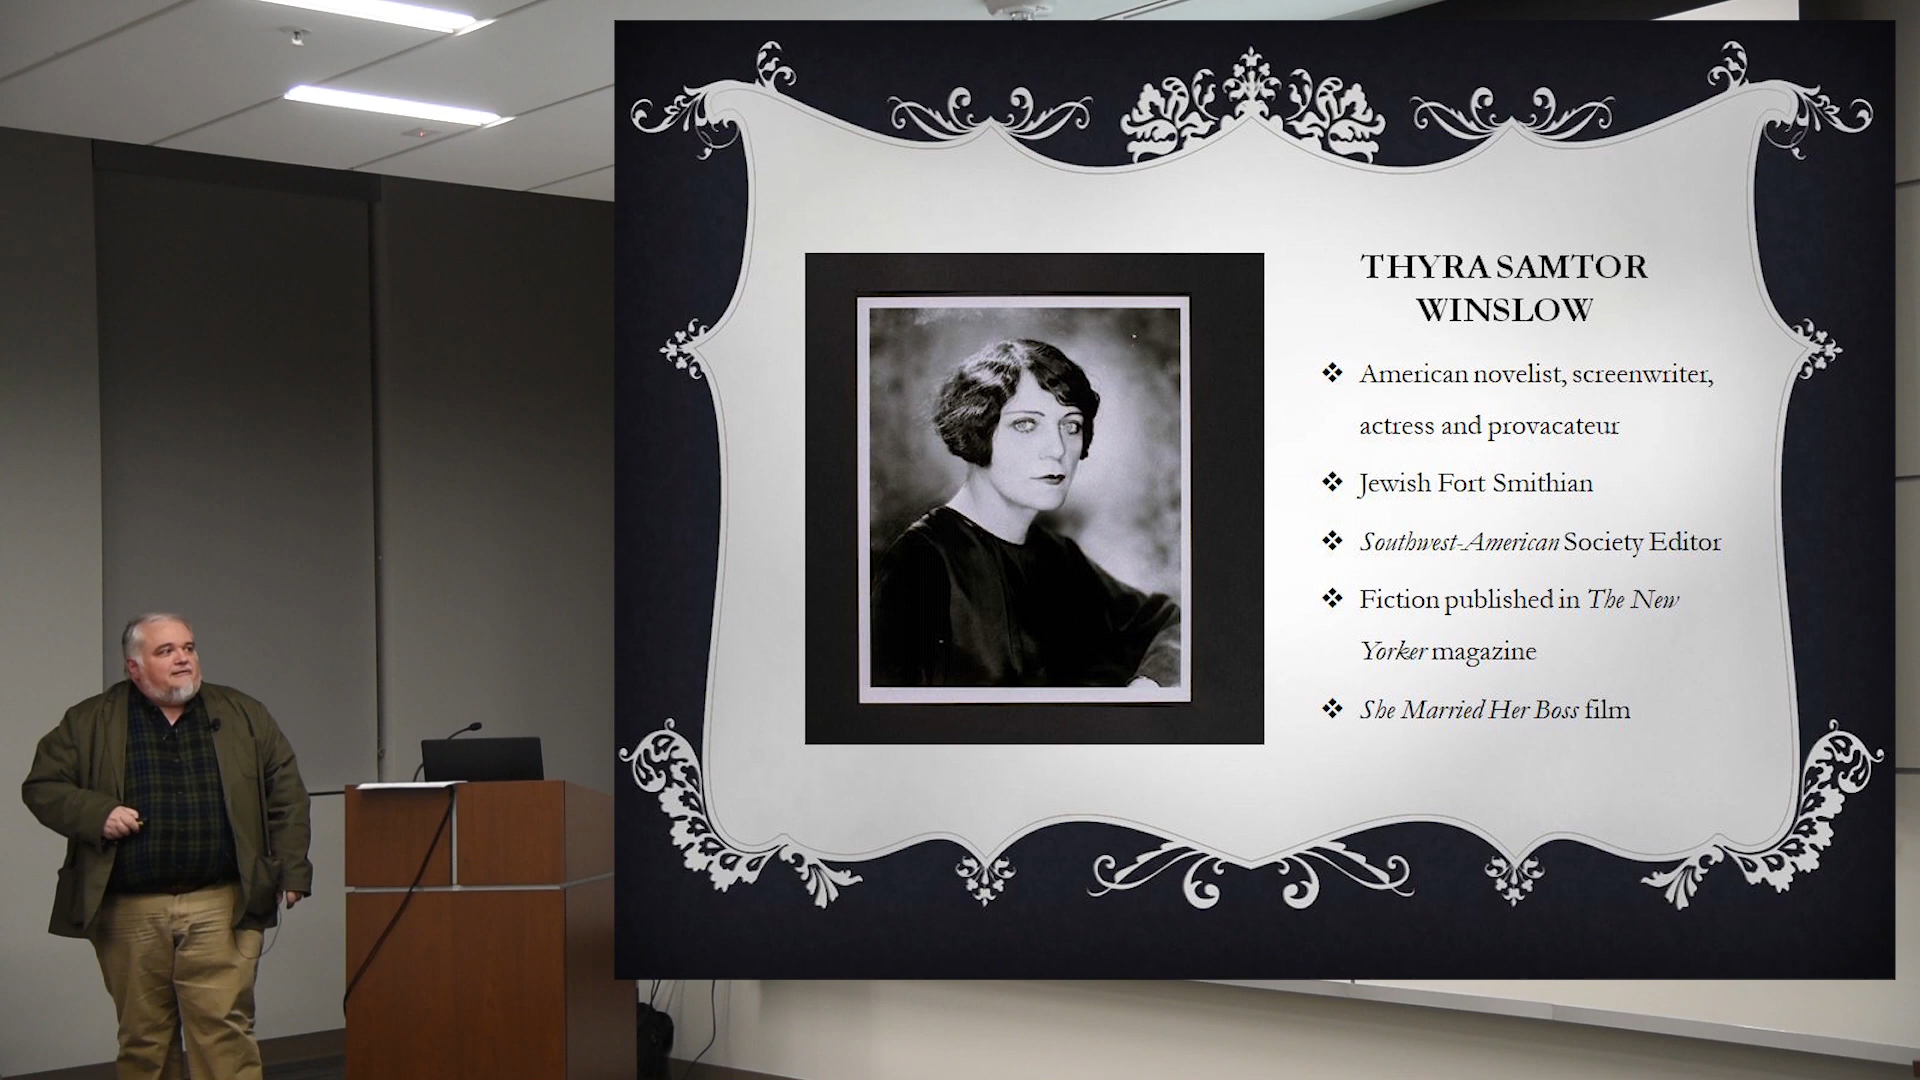 THYRA SAMTOR
WINSLOW
American novelist, screenwriter,
actress and provacateur
Jewish Fort Smithian
Southwest-American Society Editor
Fiction published in The New
Yorker magazine
She Married Her Boss film